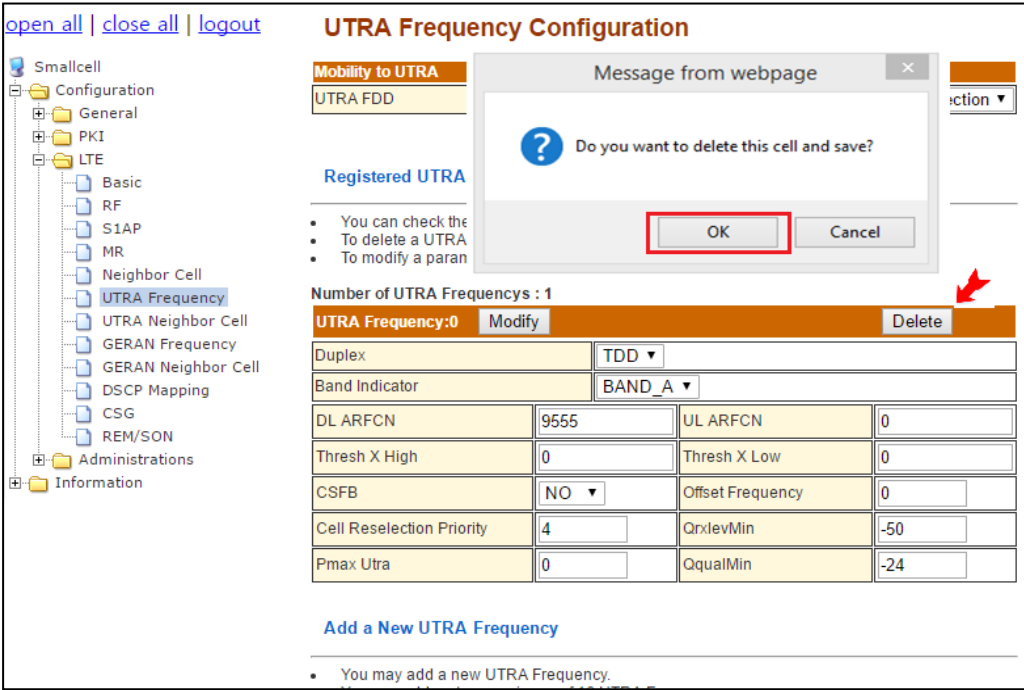 open all | close all | logout
Smallcell
Configuration
General
PKI
LTE
Basic
RF
S1AP
MR
Neighbor Cell
UTRA Frequency
UTRA Neighbor Cell
GERAN Frequency
GERAN Neighbor Cell
DSCP Mapping
CSG
REM/SON
Administrations
Information
UTRA Frequency Configuration
Mobility to UTRA
UTRA FDD
Message from webpage
Do you want to delete this cell and save?
OK Cancel
Registered UTRA
You can check the
To delete a UTRA
To modify a param
Number of UTRA Frequencys : 1
UTRA Frequency:0 Modify Delete
Duplex TDD
Band Indicator BAND_A
DL ARFCN 9555 UL ARFCN 0
Thresh X High 0 Thresh X Low 0
CSFB NO Offset Frequency 0
Cell Reselection Priority 4 QrxlevMin -50
Pmax Utra 0 QqualMin -24
Add a New UTRA Frequency
You may add a new UTRA Frequency.